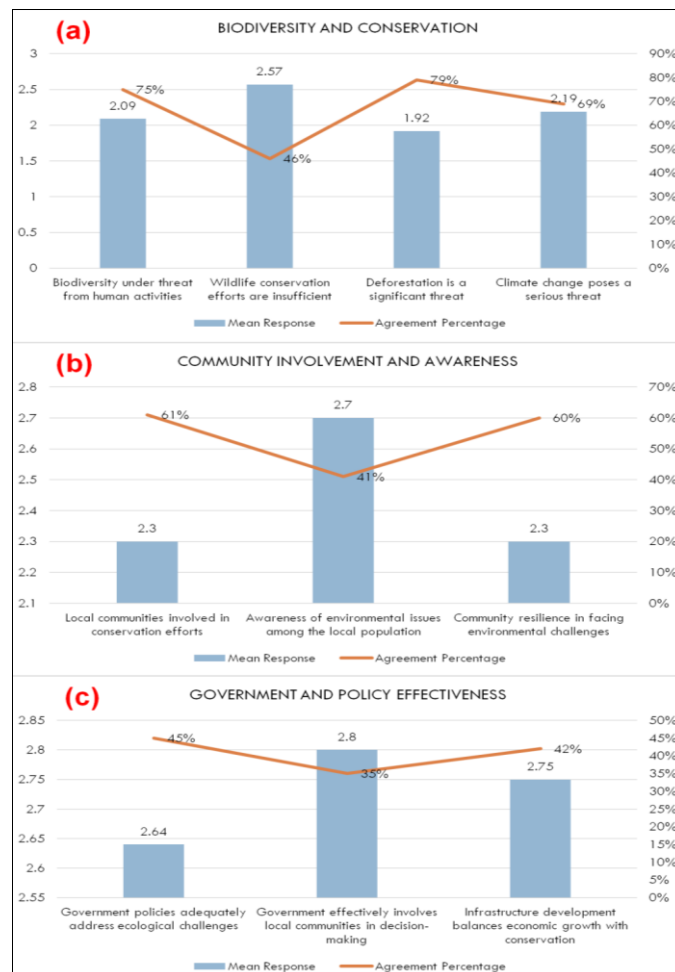 (a)
BIODIVERSITY AND CONSERVATION
3
2.5
2
1.5
1
0.5
0
90%
80%
70%
60%
50%
40%
30%
20%
10%
0%
75%
2.09
2.57
46%
79%
1.92
2.19
69%
Biodiversity under threat
from human activities
Wildlife conservation
efforts are insufficient
Deforestation is a
significant threat
Climate change poses a
serious threat
Mean Response
Agreement Percentage
(b)
COMMUNITY INVOLVEMENT AND AWARENESS
2.8
2.7
2.6
2.5
2.4
2.3
2.2
2.1
70%
60%
50%
40%
30%
20%
10%
0%
61%
2.3
2.7
41%
60%
2.3
Local communities involved in
conservation efforts
Awareness of environmental issues
among the local population
Community resilience in facing
environmental challenges
Mean Response
Agreement Percentage
(c)
GOVERNMENT AND POLICY EFFECTIVENESS
2.85
2.8
2.75
2.7
2.65
2.6
2.55
50%
45%
40%
35%
30%
25%
20%
15%
10%
5%
0%
45%
2.64
2.8
35%
42%
2.75
Government policies adequately
address ecological challenges
Government effectively involves
local communities in decision-
making
Infrastructure development
balances economic growth with
conservation
Mean Response
Agreement Percentage